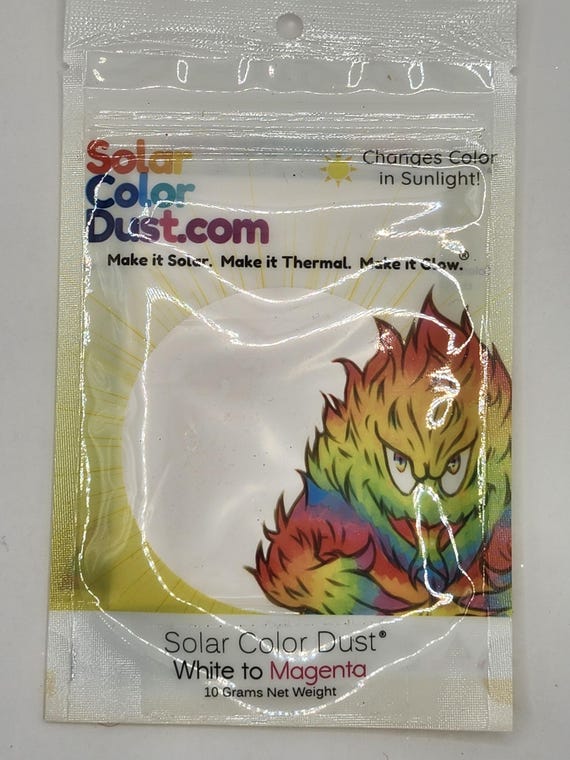 Solar
Color
Dust.com
Changes Color
in Sunlight!
Make it Solar. Make it Thermal. Make it Glow.®
Solar Color Dust®
White to Magenta
10 Grams Net Weight